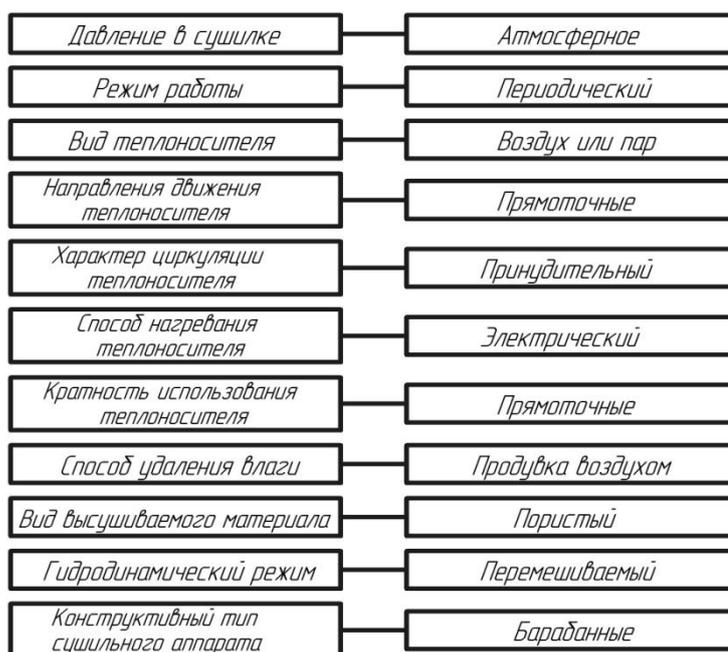 Давление в сушилке
Атмосферное
Режим работы
Периодический
Вид теплоносителя
Воздух или пар
Направления движения
теплоносителя
Прямоточные
Характер циркуляции
теплоносителя
Принудительный
Способ нагревания
теплоносителя
Электрический
Кратность использования
теплоносителя
Прямоточные
Способ удаления влаги
Продувка воздухом
Вид высушиваемого материала
Пористый
Гидродинамический режим
Перемешиваемый
Конструктивный тип
сушильного аппарата
Барабанные